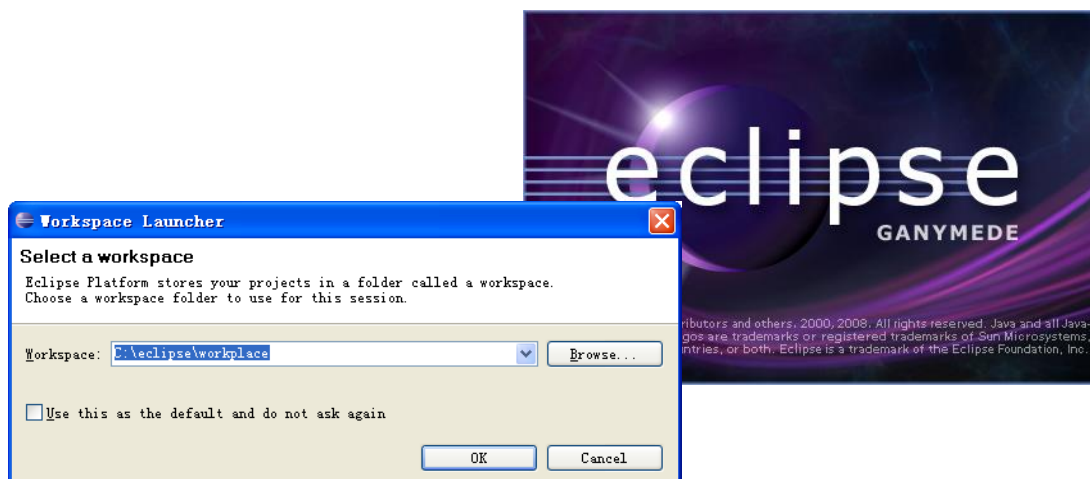 eclipse
GANYMEDE
ributors and others. 2000, 2008. All rights reserved. Java and all Java-
gos are trademarks or registered trademarks of Sun Microsystems,
ntries, or both. Eclipse is a trademark of the Eclipse Foundation, Inc.
Workspace Launcher
Select a workspace
Eclipse Platform stores your projects in a folder called a workspace.
Choose a workspace folder to use for this session.
Workspace: C:\eclipse\workplace Browse...
Use this as the default and do not ask again
OK Cancel